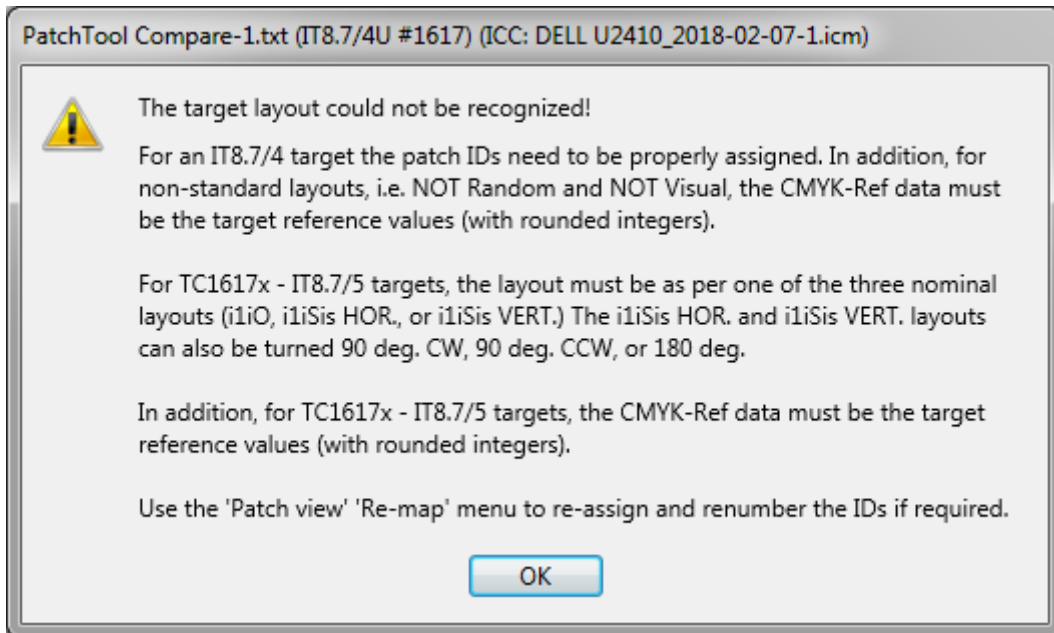 PatchTool Compare-1.txt (IT8.7/4U #1617) (ICC: DELL U2410_2018-02-07-1.icm)
The target layout could not be recognized!
For an IT8.7/4 target the patch IDs need to be properly assigned. In addition, for
non-standard layouts, i.e. NOT Random and NOT Visual, the CMYK-Ref data must
be the target reference values (with rounded integers).
For TC1617x - IT8.7/5 targets, the layout must be as per one of the three nominal
layouts (i1iO, i1iSis HOR., or i1iSis VERT.) The i1iSis HOR. and i1iSis VERT. layouts
can also be turned 90 deg. CW, 90 deg. CCW, or 180 deg.
In addition, for TC1617x - IT8.7/5 targets, the CMYK-Ref data must be the target
reference values (with rounded integers).
Use the 'Patch view' 'Re-map' menu to re-assign and renumber the IDs if required.
OK